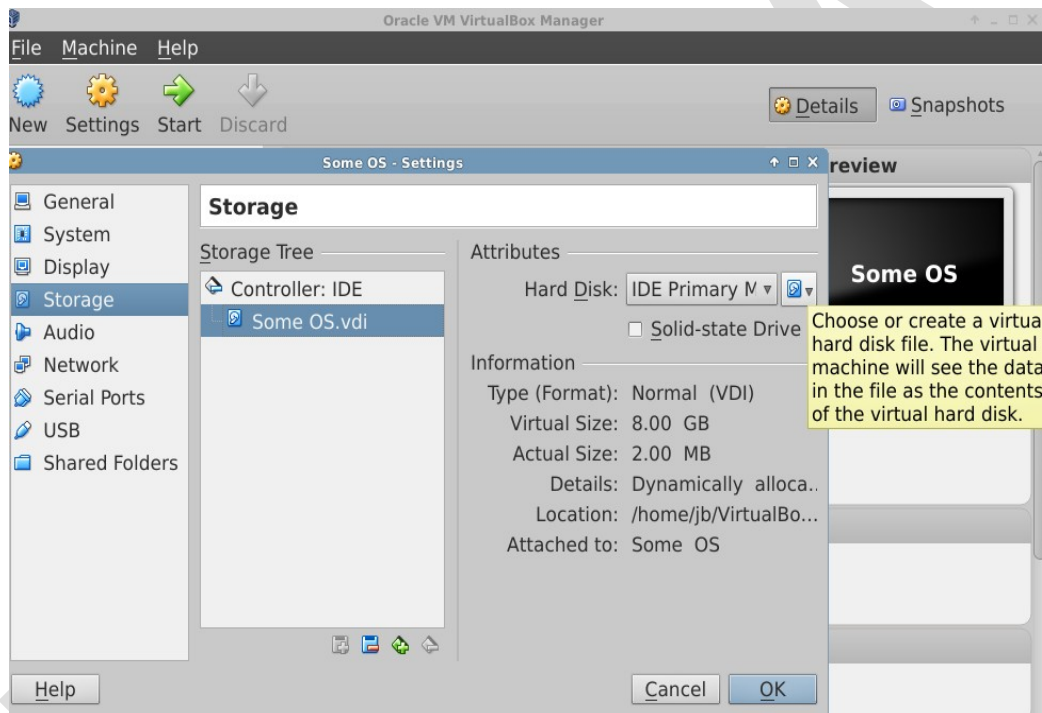 Oracle VM VirtualBox Manager
File Machine Help
New Settings Start Discard
Details Snapshots
Some OS - Settings
review
General
System
Display
Storage
Audio
Network
Serial Ports
USB
Shared Folders
Storage
Storage Tree
Controller: IDE
Some OS.vdi
Attributes
Hard Disk: IDE Primary M
Solid-state Drive
Information
Type (Format): Normal (VDI)
Virtual Size: 8.00 GB
Actual Size: 2.00 MB
Details: Dynamically alloca..
Location: /home/jb/VirtualBo...
Attached to: Some OS
Some OS
Choose or create a virtua
hard disk file. The virtual
machine will see the data
in the file as the contents
of the virtual hard disk.
Help
Cancel OK